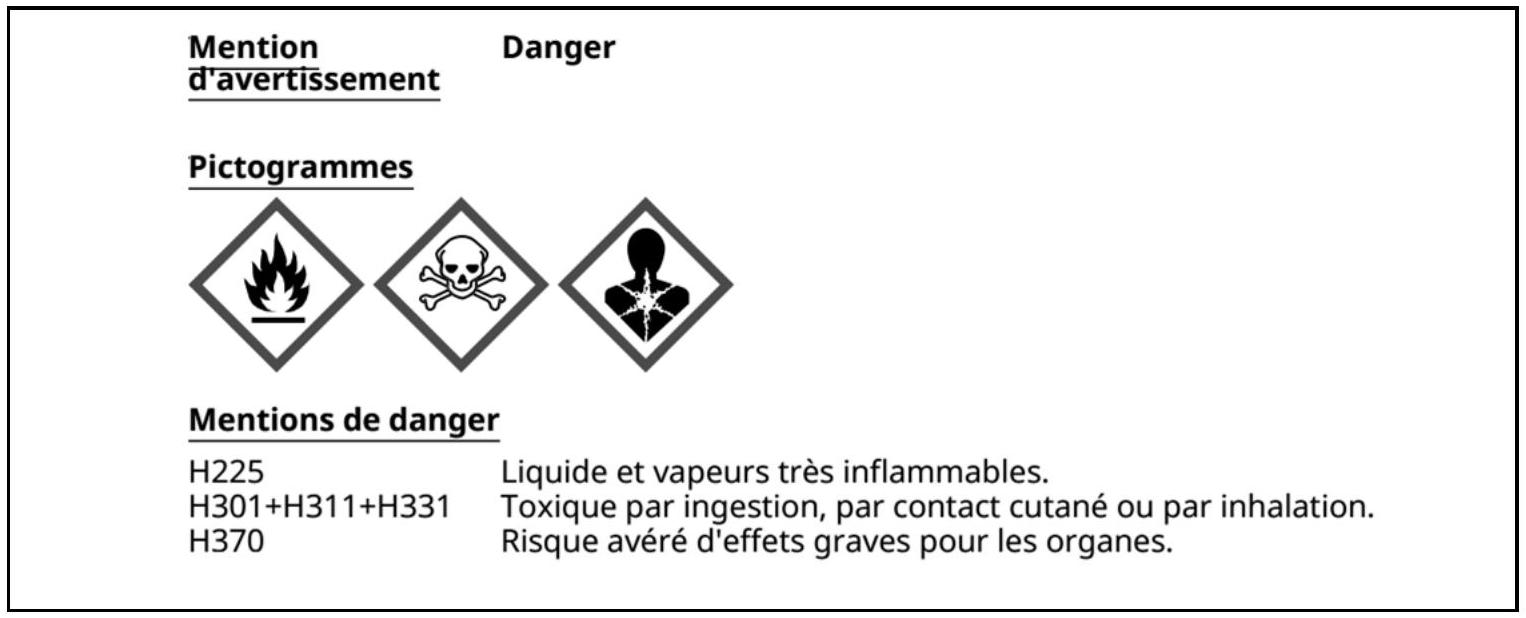 Mention Danger
d'avertissement
Pictogrammes
Mentions de danger
H225 Liquide et vapeurs très inflammables.
H301+H311+H331 Toxique par ingestion, par contact cutané ou par inhalation.
H370 Risque avéré d'effets graves pour les organes.